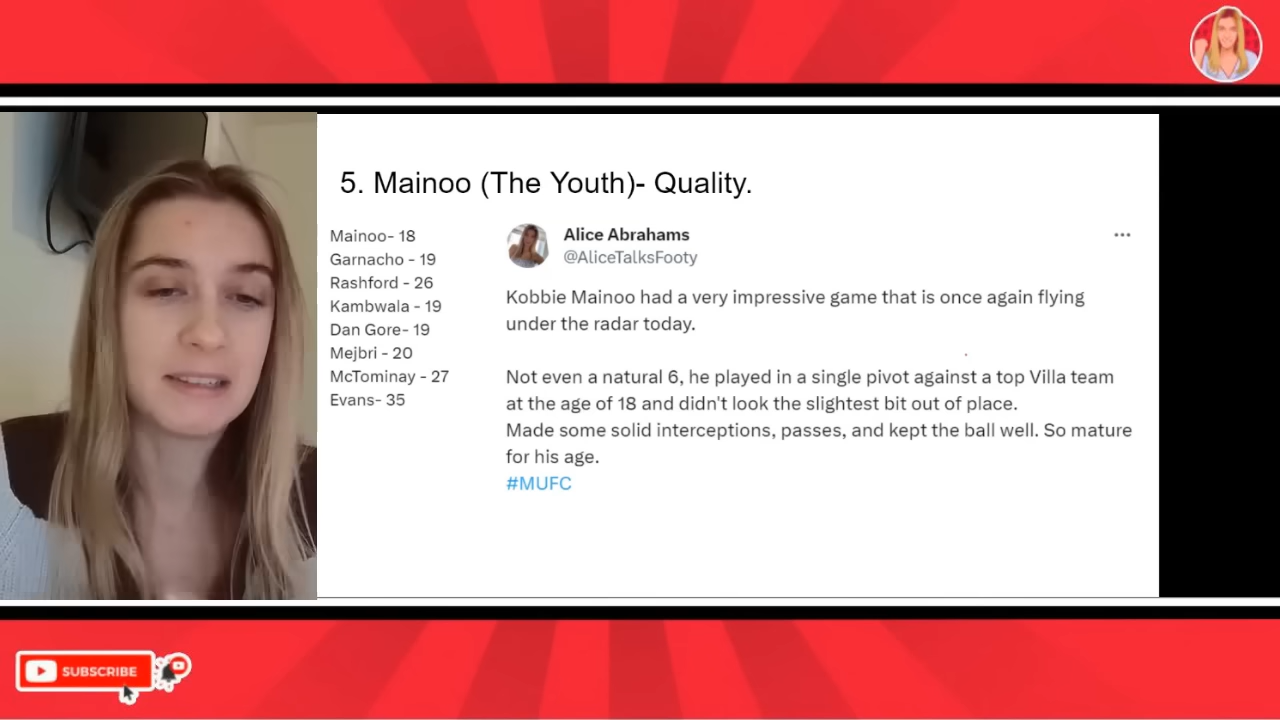 5. Mainoo (The Youth)- Quality.
Mainoo- 18
Garnacho - 19
Rashford - 26
Kambwala - 19
Dan Gore- 19
Mejbri - 20
McTominay - 27
Evans- 35
Alice Abrahams
@AliceTalksFooty
Kobbie Mainoo had a very impressive game that is once again flying
under the radar today.
Not even a natural 6, he played in a single pivot against a top Villa team
at the age of 18 and didn't look the slightest bit out of place.
Made some solid interceptions, passes, and kept the ball well. So mature
for his age.
#MUFC
SUBSCRIBE